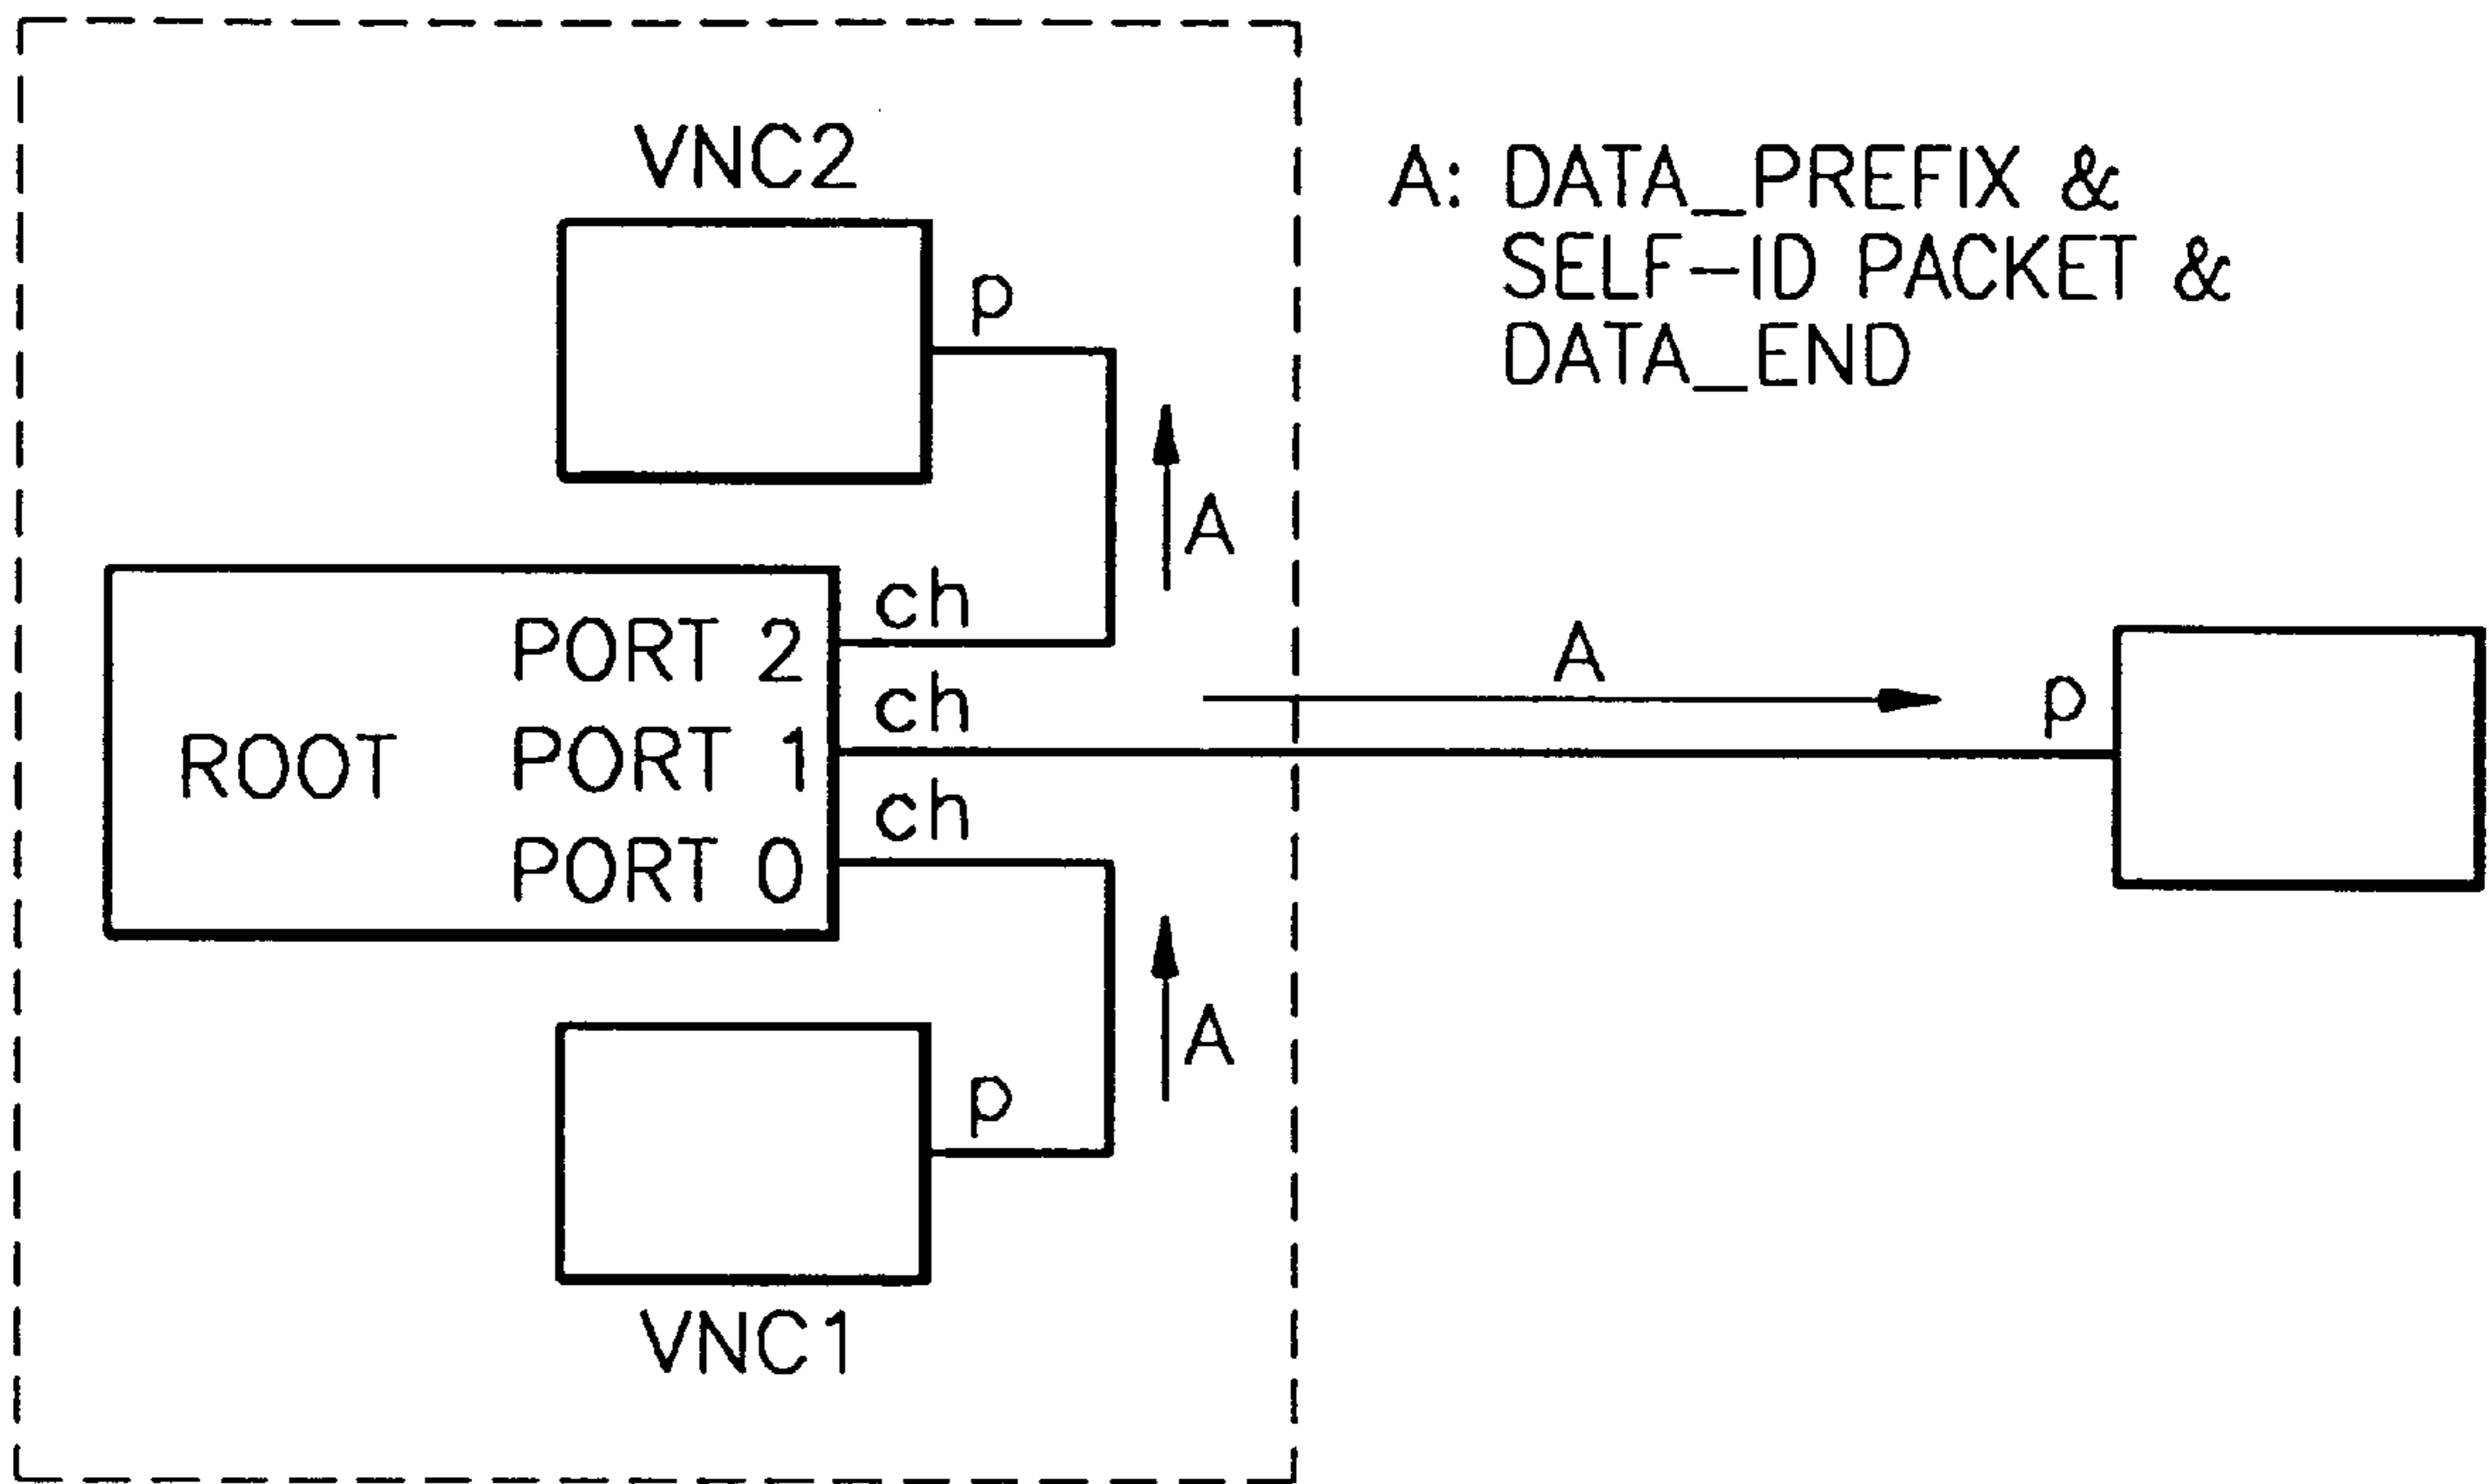 VNC2
A: DATA_PREFIX &
SELF-ID PACKET &
DATA_END
p
A
ch
PORT 2
A
ch
p
ROOT
PORT 1
ch
PORT 0
A
p
VNC1